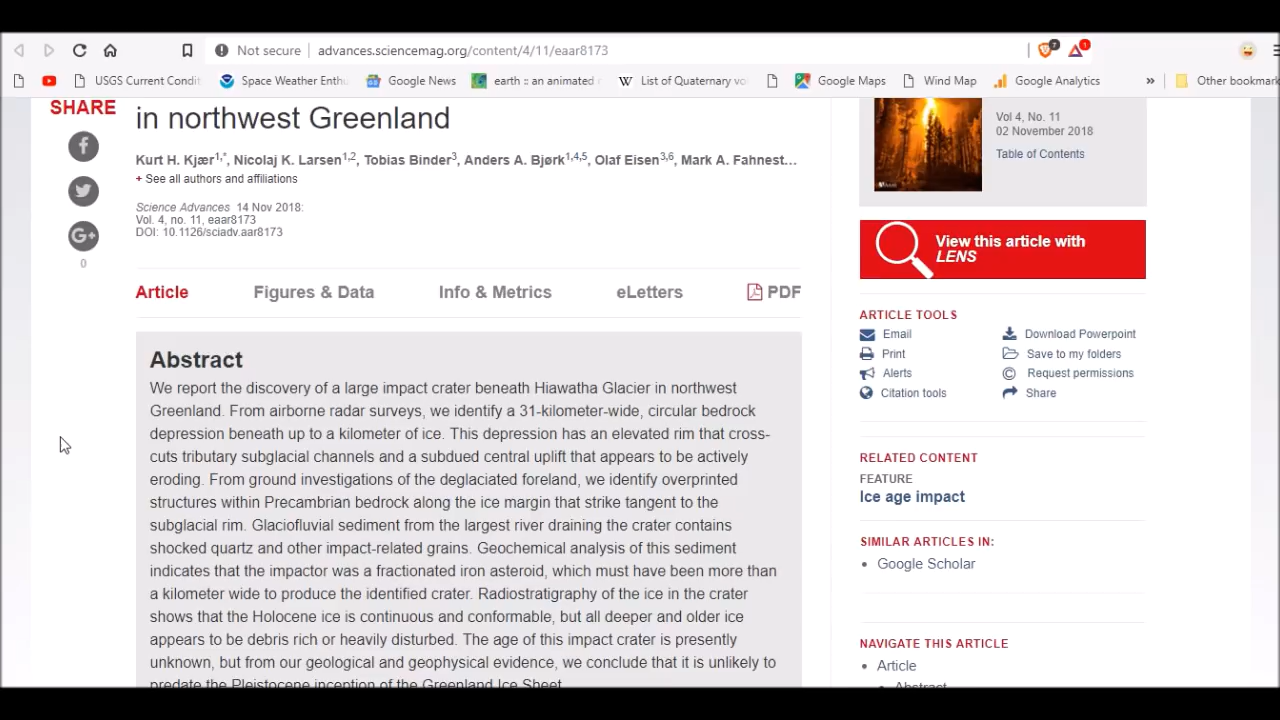 Not secure advances.sciencemag.org/content/4/11/eaar8173 7 1
USGS Current Condit Space Weather Enthu Google News earth :: an animated r List of Quaternary vo Google Maps Wind Map Google Analytics » Other bookmark
SHARE
0
in northwest Greenland
Kurt H. Kjær1,*, Nicolaj K. Larsen1,2, Tobias Binder3, Anders A. Bjørk1,4,5, Olaf Eisen3,6, Mark A. Fahnest...
+ See all authors and affiliations
Science Advances 14 Nov 2018:
Vol. 4, no. 11, eaar8173
DOI: 10.1126/sciadv.aar8173
Article Figures & Data Info & Metrics eLetters PDF
Abstract
We report the discovery of a large impact crater beneath Hiawatha Glacier in northwest
Greenland. From airborne radar surveys, we identify a 31-kilometer-wide, circular bedrock
depression beneath up to a kilometer of ice. This depression has an elevated rim that cross-
cuts tributary subglacial channels and a subdued central uplift that appears to be actively
eroding. From ground investigations of the deglaciated foreland, we identify overprinted
structures within Precambrian bedrock along the ice margin that strike tangent to the
subglacial rim. Glaciofluvial sediment from the largest river draining the crater contains
shocked quartz and other impact-related grains. Geochemical analysis of this sediment
indicates that the impactor was a fractionated iron asteroid, which must have been more than
a kilometer wide to produce the identified crater. Radiostratigraphy of the ice in the crater
shows that the Holocene ice is continuous and conformable, but all deeper and older ice
appears to be debris rich or heavily disturbed. The age of this impact crater is presently
unknown, but from our geological and geophysical evidence, we conclude that it is unlikely to
predate the Pleistocene inception of the Greenland Ice Sheet.
Vol 4, No. 11
02 November 2018
Table of Contents
View this article with
LENS
ARTICLE TOOLS
Email Download Powerpoint
Print Save to my folders
Alerts Request permissions
Citation tools Share
RELATED CONTENT
FEATURE
Ice age impact
SIMILAR ARTICLES IN:
• Google Scholar
NAVIGATE THIS ARTICLE
• Article
• Abstract